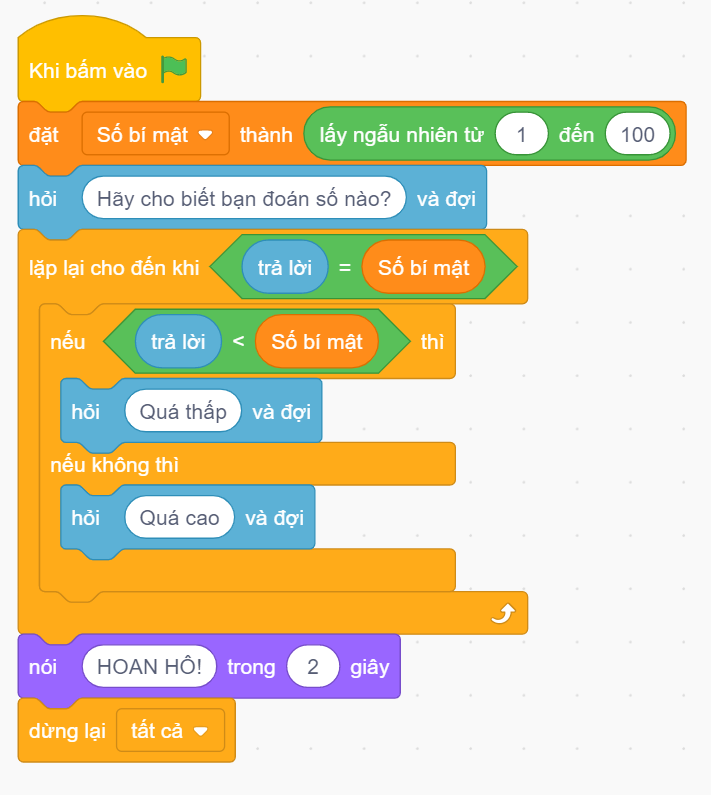 Khi bấm vào
đặt Số bí mật thành lấy ngẫu nhiên từ 1 đến 100
hỏi Hãy cho biết bạn đoán số nào? và đợi
lặp lại cho đến khi trả lời = Số bí mật
nếu trả lời < Số bí mật thì
hỏi Quá thấp và đợi
nếu không thì
hỏi Quá cao và đợi
nói HOAN HÔ! trong 2 giây
dừng lại tất cả